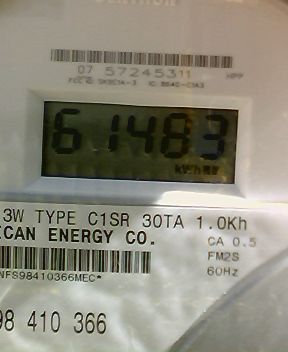 07 57245311
61483
kWh
3W TYPE C1SR 30TA 1.0Kh
ICAN ENERGY CO.
CA 0.5
FM2S
NFS98410366MEC*
60Hz
98 410 366